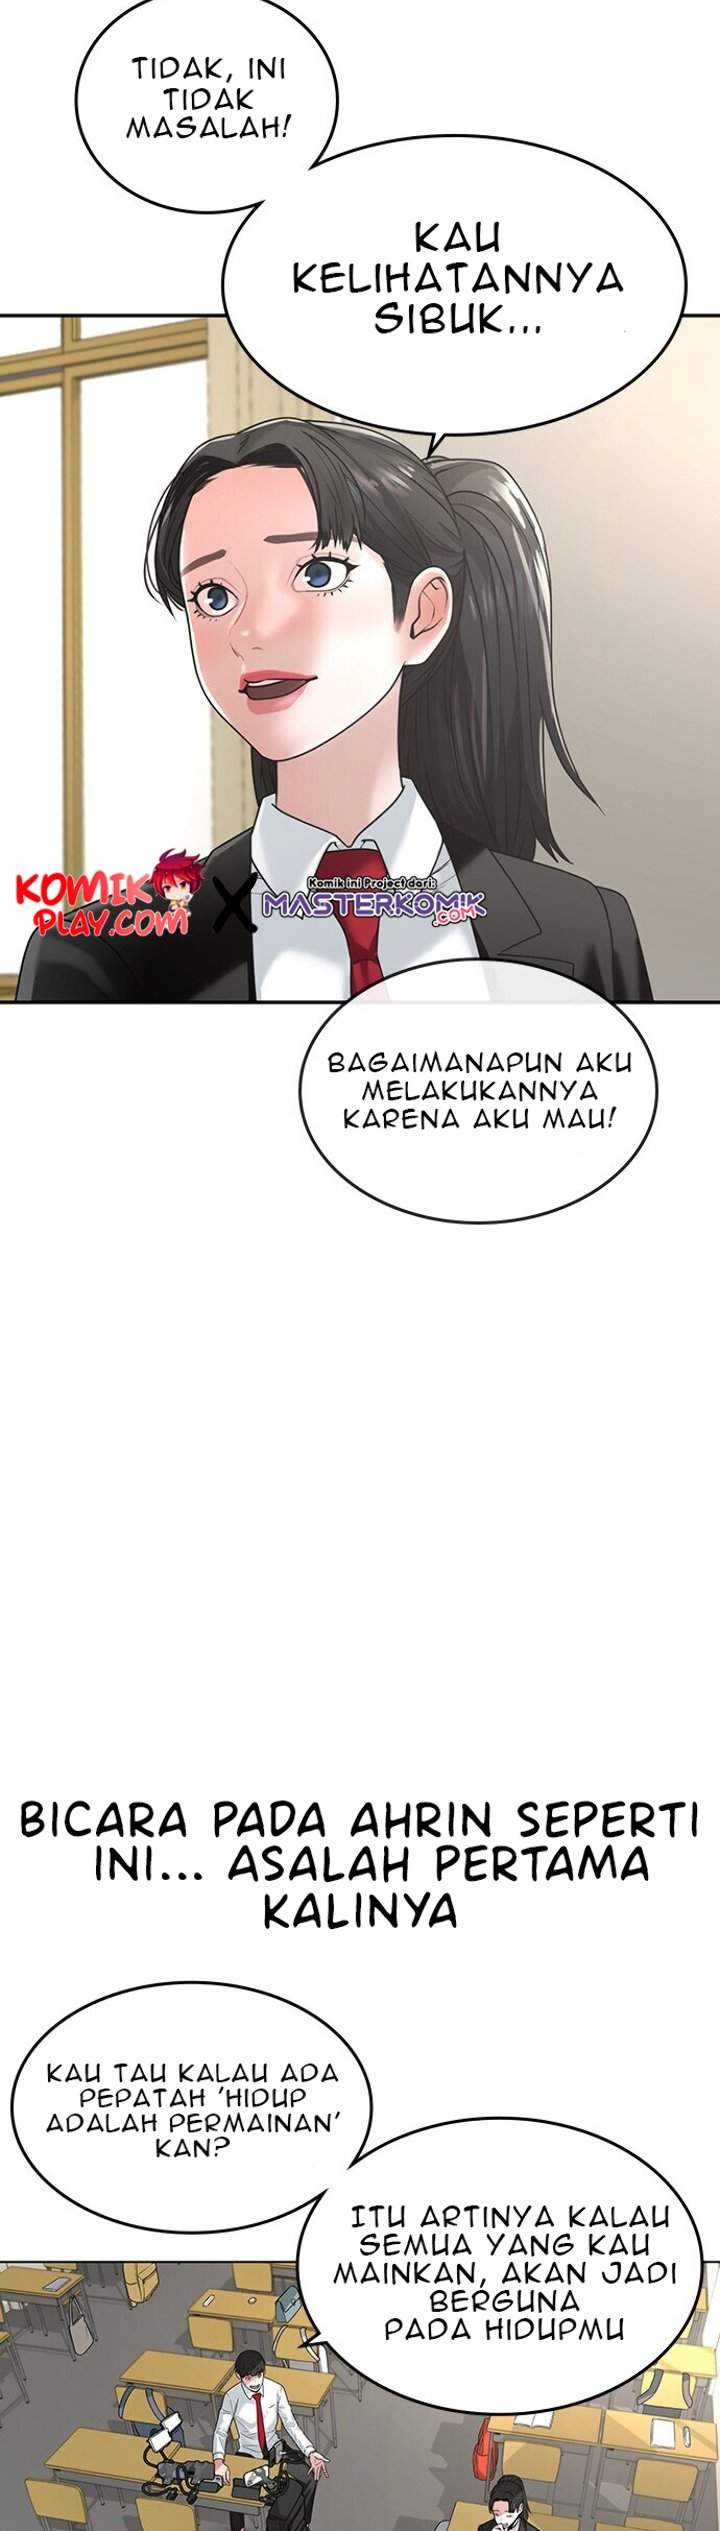 TIDAK, INI
TIDAK
MASALAH!
KAU
KELIHATANNYA
SIBUK...
KOMIK
PLAY.COM
X
Komik ini Project dari:
MASTERKOMIK
.COM
BAGAIMANAPUN AKU
MELAKUKANNYA
KARENA AKU MAU!
BICARA PADA AHRIN SEPERTI
INI... ASALAH PERTAMA
KALINYA
KAU TAU KALAU ADA
PEPATAH 'HIDUP
ADALAH PERMAINAN'
KAN?
ITU ARTINYA KALAU
SEMUA YANG KAU
MAINKAN, AKAN JADI
BERGUNA
PADA HIDUPMU